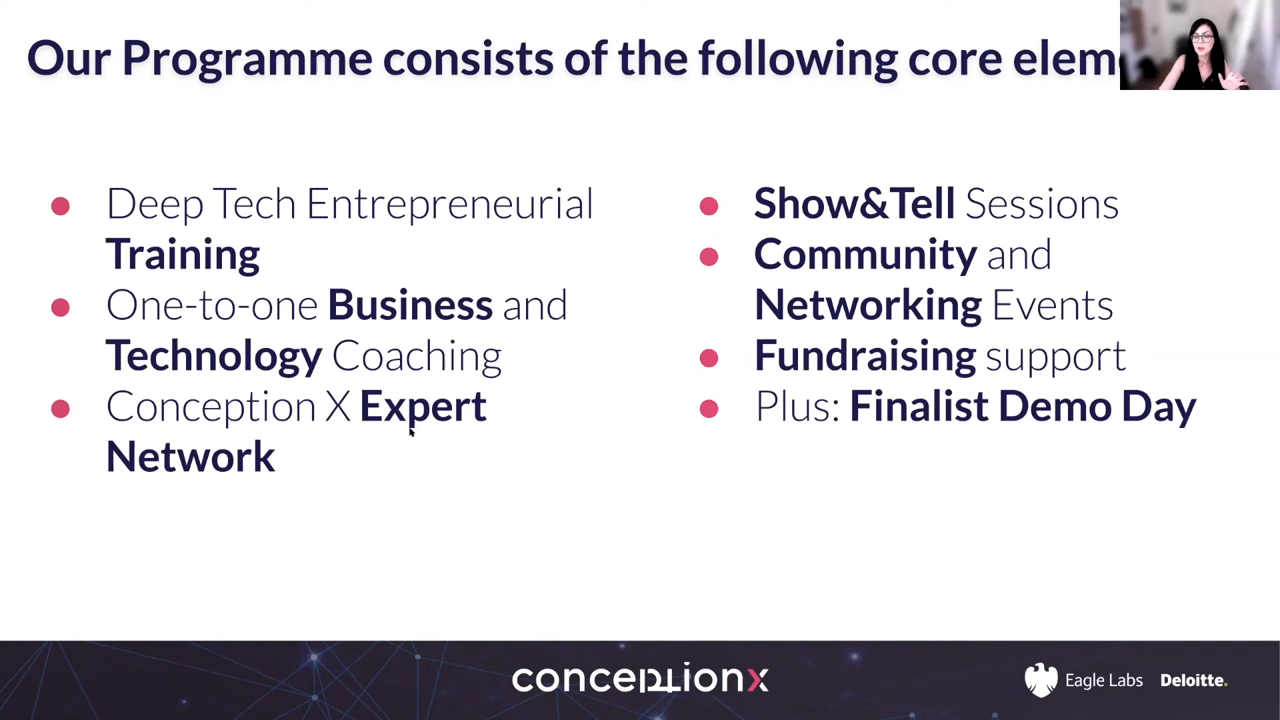 Our Programme consists of the following core elem
Deep Tech Entrepreneurial
Training
One-to-one Business and
Technology Coaching
Conception X Expert
Network
Show&Tell Sessions
Community and
Networking Events
Fundraising support
Plus: Finalist Demo Day
conceptionx
Eagle Labs
Deloitte.